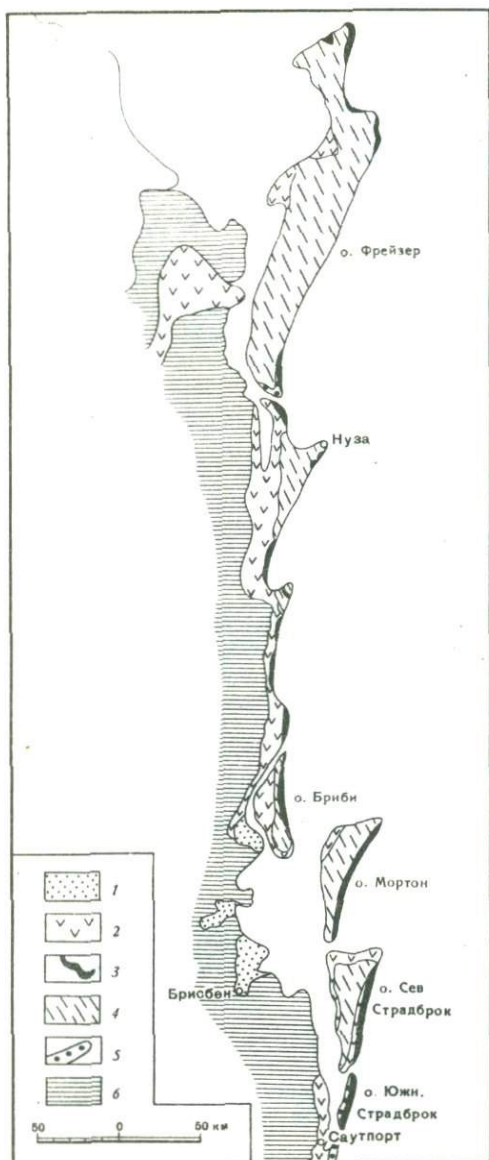 о. Фрейзер
Нуза
о. Бриби
о. Мортон
о. Сев
Страдброк
Брисбен
о. Южн.
Страдброк
Саутпорт
1
2
3
4
5
6
50 0 50 км